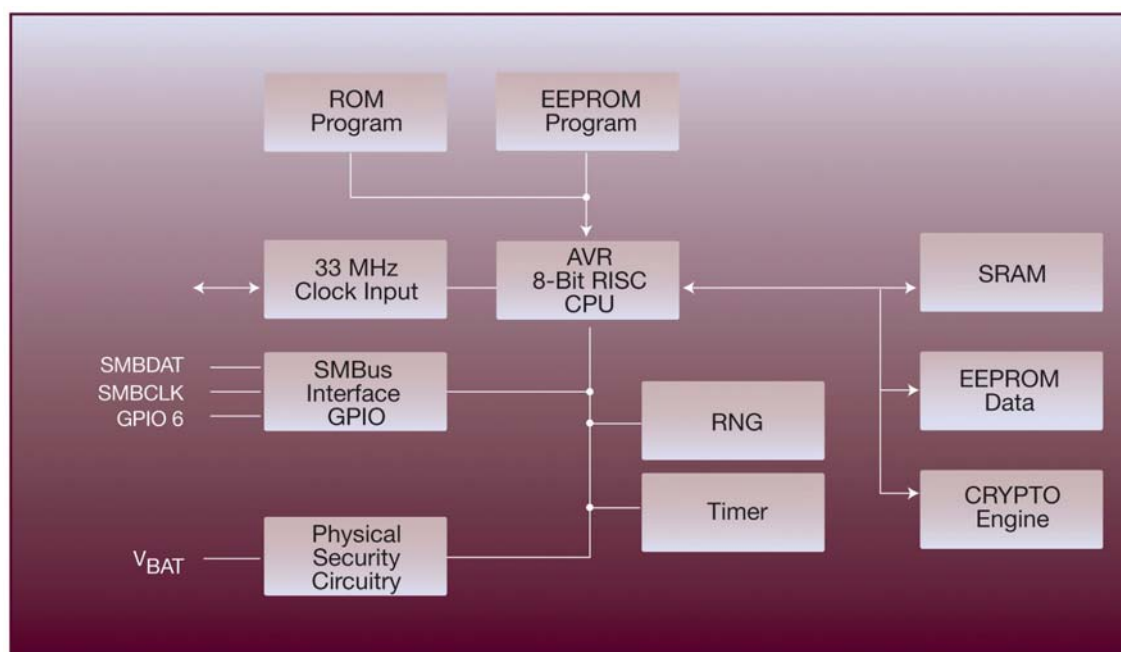 ROM
Program
EEPROM
Program
33 MHz
Clock Input
AVR
8-Bit RISC
CPU
SRAM
SMBDAT
SMBCLK
GPIO 6
SMBus
Interface
GPIO
RNG
EEPROM
Data
Timer
CRYPTO
Engine
VBAT
Physical
Security
Circuitry